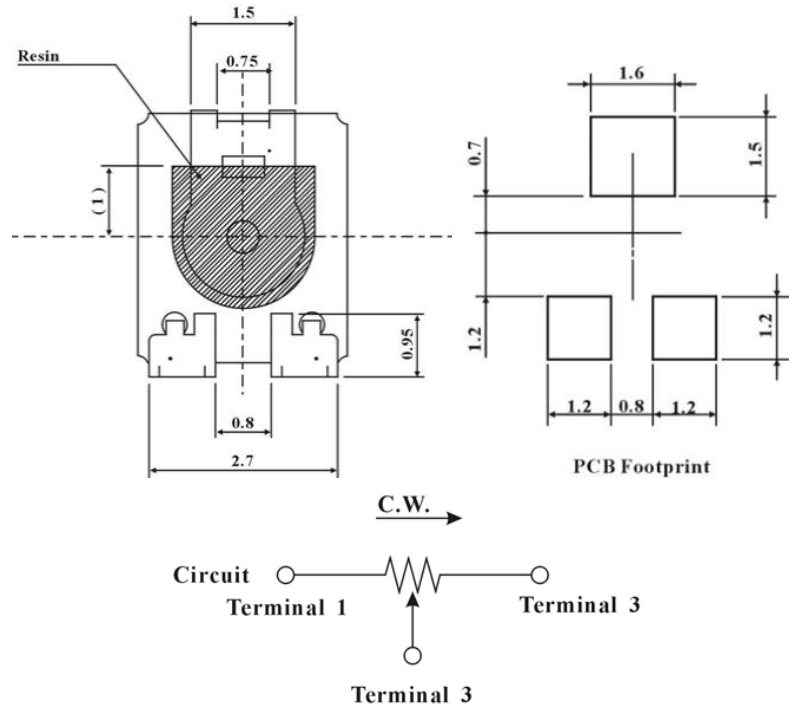 1.5
Resin
0.75
(1)
0.95
0.8
2.7
1.6
0.7
1.5
1.2
1.2
1.2 0.8 1.2
PCB Footprint
C.W.
Circuit
Terminal 1
Terminal 3
Terminal 3